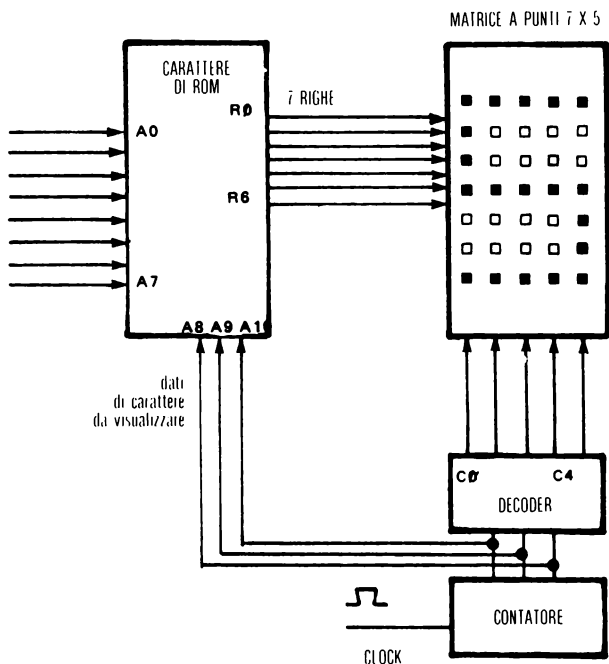 MATRICE A PUNTI 7 X 5
CARATTERE
DI ROM
RØ
7 RIGHE
A0
R6
A7
A8 A9 A10
dati
di carattere
da visualizzare
CØ C4
DECODER
CONTATORE
CLOCK